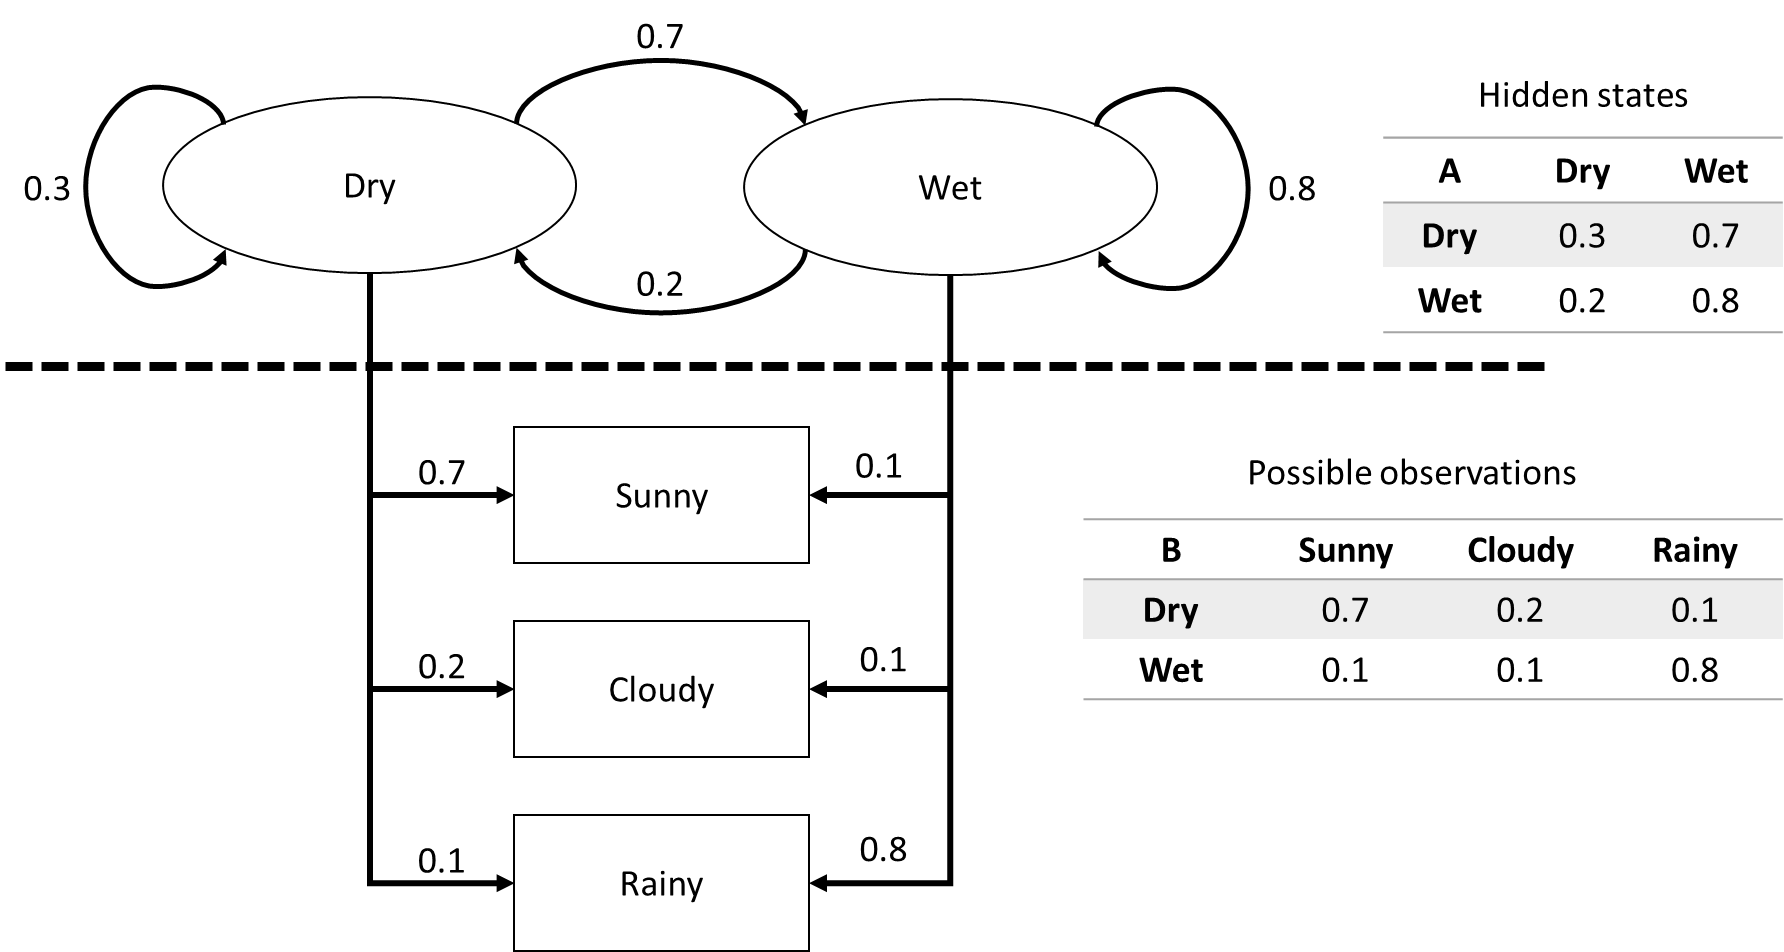 0.7
0.3
Dry
Wet
0.8
0.2
Hidden states
A Dry Wet
Dry 0.3 0.7
Wet 0.2 0.8
0.7
Sunny
0.1
0.2
Cloudy
0.1
0.1
Rainy
0.8
Possible observations
B Sunny Cloudy Rainy
Dry 0.7 0.2 0.1
Wet 0.1 0.1 0.8